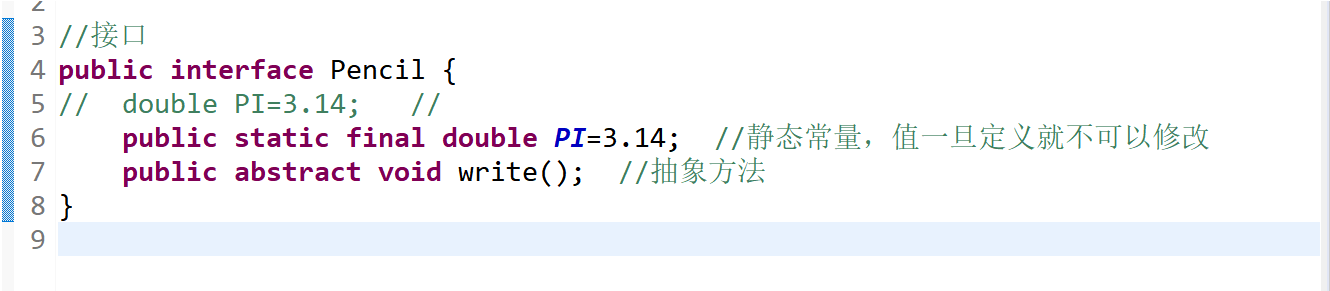 2
3 //接口
4 public interface Pencil {
5 //  double PI=3.14;   //
6     public static final double PI=3.14;  //静态常量，值一旦定义就不可以修改
7     public abstract void write();  //抽象方法
8 }
9